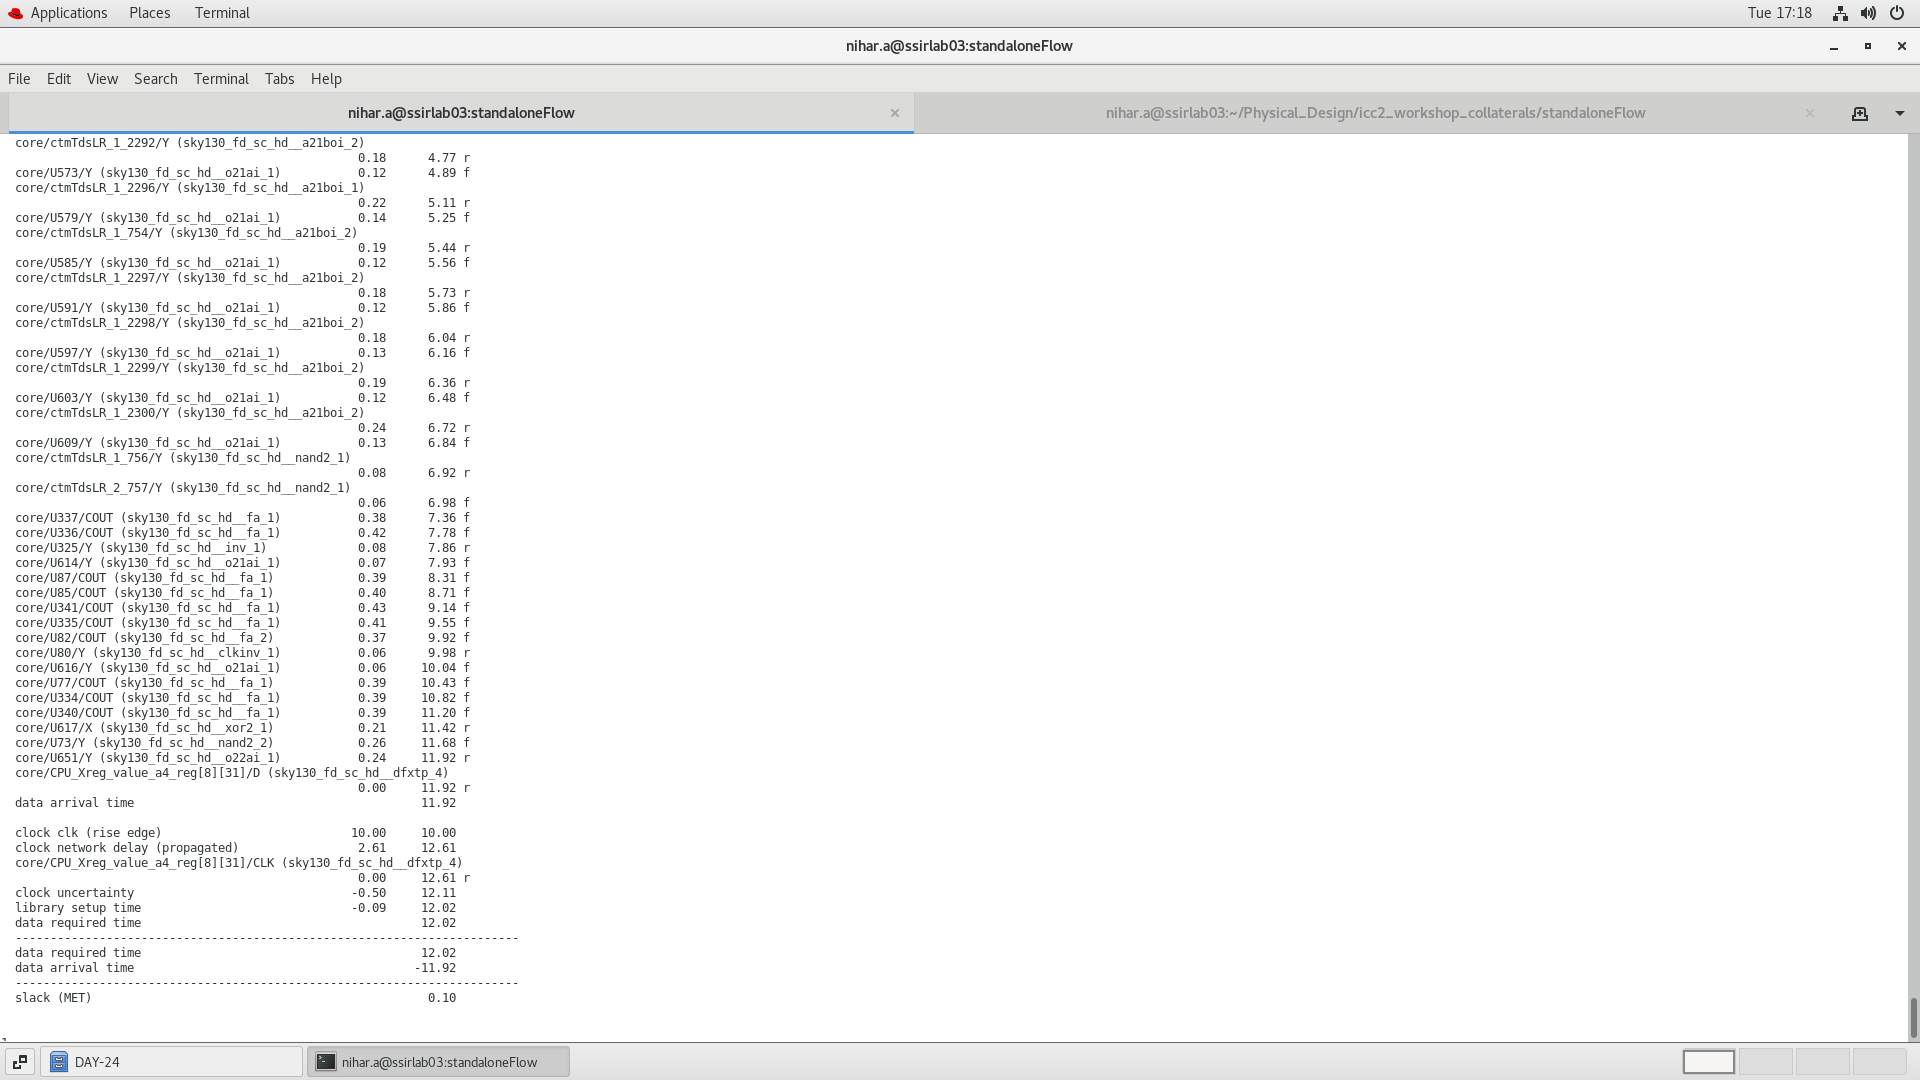 Applications Places Terminal Tue 17:18
nihar.a@ssirlab03:standaloneFlow
File Edit View Search Terminal Tabs Help
nihar.a@ssirlab03:standaloneFlow × nihar.a@ssirlab03:~/Physical_Design/icc2_workshop_collaterals/standaloneFlow ×
core/ctmTdsLR_1_2292/Y (sky130_fd_sc_hd__a21boi_2)
0.18 4.77 r
core/U573/Y (sky130_fd_sc_hd__o21ai_1) 0.12 4.89 f
core/ctmTdsLR_1_2296/Y (sky130_fd_sc_hd__a21boi_1)
0.22 5.11 r
core/U579/Y (sky130_fd_sc_hd__o21ai_1) 0.14 5.25 f
core/ctmTdsLR_1_754/Y (sky130_fd_sc_hd__a21boi_2)
0.19 5.44 r
core/U585/Y (sky130_fd_sc_hd__o21ai_1) 0.12 5.56 f
core/ctmTdsLR_1_2297/Y (sky130_fd_sc_hd__a21boi_2)
0.18 5.73 r
core/U591/Y (sky130_fd_sc_hd__o21ai_1) 0.12 5.86 f
core/ctmTdsLR_1_2298/Y (sky130_fd_sc_hd__a21boi_2)
0.18 6.04 r
core/U597/Y (sky130_fd_sc_hd__o21ai_1) 0.13 6.16 f
core/ctmTdsLR_1_2299/Y (sky130_fd_sc_hd__a21boi_2)
0.19 6.36 r
core/U603/Y (sky130_fd_sc_hd__o21ai_1) 0.12 6.48 f
core/ctmTdsLR_1_2300/Y (sky130_fd_sc_hd__a21boi_2)
0.24 6.72 r
core/U609/Y (sky130_fd_sc_hd__o21ai_1) 0.13 6.84 f
core/ctmTdsLR_1_756/Y (sky130_fd_sc_hd__nand2_1)
0.08 6.92 r
core/ctmTdsLR_2_757/Y (sky130_fd_sc_hd__nand2_1)
0.06 6.98 f
core/U337/COUT (sky130_fd_sc_hd__fa_1) 0.38 7.36 f
core/U336/COUT (sky130_fd_sc_hd__fa_1) 0.42 7.78 f
core/U325/Y (sky130_fd_sc_hd__inv_1) 0.08 7.86 r
core/U614/Y (sky130_fd_sc_hd__o21ai_1) 0.07 7.93 f
core/U87/COUT (sky130_fd_sc_hd__fa_1) 0.39 8.31 f
core/U85/COUT (sky130_fd_sc_hd__fa_1) 0.40 8.71 f
core/U341/COUT (sky130_fd_sc_hd__fa_1) 0.43 9.14 f
core/U335/COUT (sky130_fd_sc_hd__fa_1) 0.41 9.55 f
core/U82/COUT (sky130_fd_sc_hd__fa_2) 0.37 9.92 f
core/U80/Y (sky130_fd_sc_hd__clkinv_1) 0.06 9.98 r
core/U616/Y (sky130_fd_sc_hd__o21ai_1) 0.06 10.04 f
core/U77/COUT (sky130_fd_sc_hd__fa_1) 0.39 10.43 f
core/U334/COUT (sky130_fd_sc_hd__fa_1) 0.39 10.82 f
core/U340/COUT (sky130_fd_sc_hd__fa_1) 0.39 11.20 f
core/U617/X (sky130_fd_sc_hd__xor2_1) 0.21 11.42 r
core/U73/Y (sky130_fd_sc_hd__nand2_2) 0.26 11.68 f
core/U651/Y (sky130_fd_sc_hd__o22ai_1) 0.24 11.92 r
core/CPU_Xreg_value_a4_reg[8][31]/D (sky130_fd_sc_hd__dfxtp_4)
0.00 11.92 r
data arrival time 11.92
clock clk (rise edge) 10.00 10.00
clock network delay (propagated) 2.61 12.61
core/CPU_Xreg_value_a4_reg[8][31]/CLK (sky130_fd_sc_hd__dfxtp_4)
0.00 12.61 r
clock uncertainty -0.50 12.11
library setup time -0.09 12.02
data required time 12.02
------------------------------------------------------------------------
data required time 12.02
data arrival time -11.92
------------------------------------------------------------------------
slack (MET) 0.10
DAY-24 nihar.a@ssirlab03:standaloneFlow